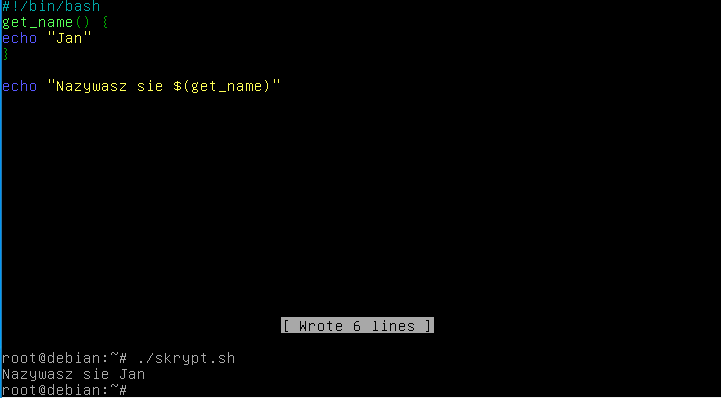 #!/bin/bash
get_name() {
echo "Jan"
}
echo "Nazywasz sie $(get_name)"
[ Wrote 6 lines ]
root@debian:~# ./skrypt.sh
Nazywasz sie Jan
root@debian:~#